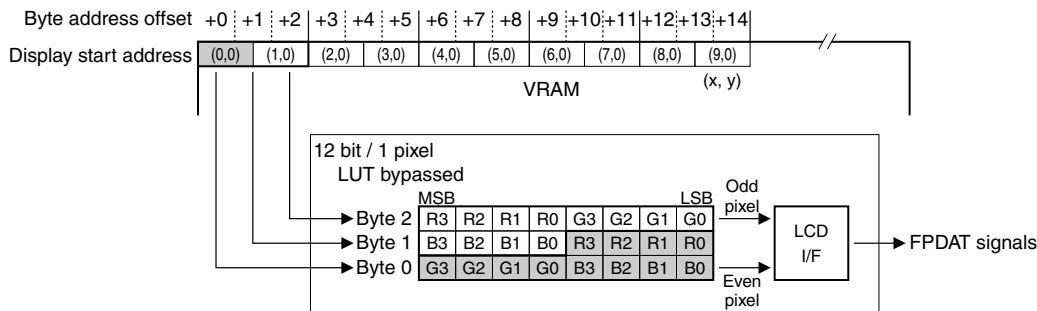 Byte address offset +0 +1 +2 +3 +4 +5 +6 +7 +8 +9 +10 +11 +12 +13 +14
Display start address (0,0) (1,0) (2,0) (3,0) (4,0) (5,0) (6,0) (7,0) (8,0) (9,0)
(x, y)
VRAM
12 bit / 1 pixel
LUT bypassed
MSB LSB
Byte 2 R3 R2 R1 R0 G3 G2 G1 G0
Byte 1 B3 B2 B1 B0 R3 R2 R1 R0
Byte 0 G3 G2 G1 G0 B3 B2 B1 B0
Odd
pixel
Even
pixel
LCD
I/F
FPDAT signals